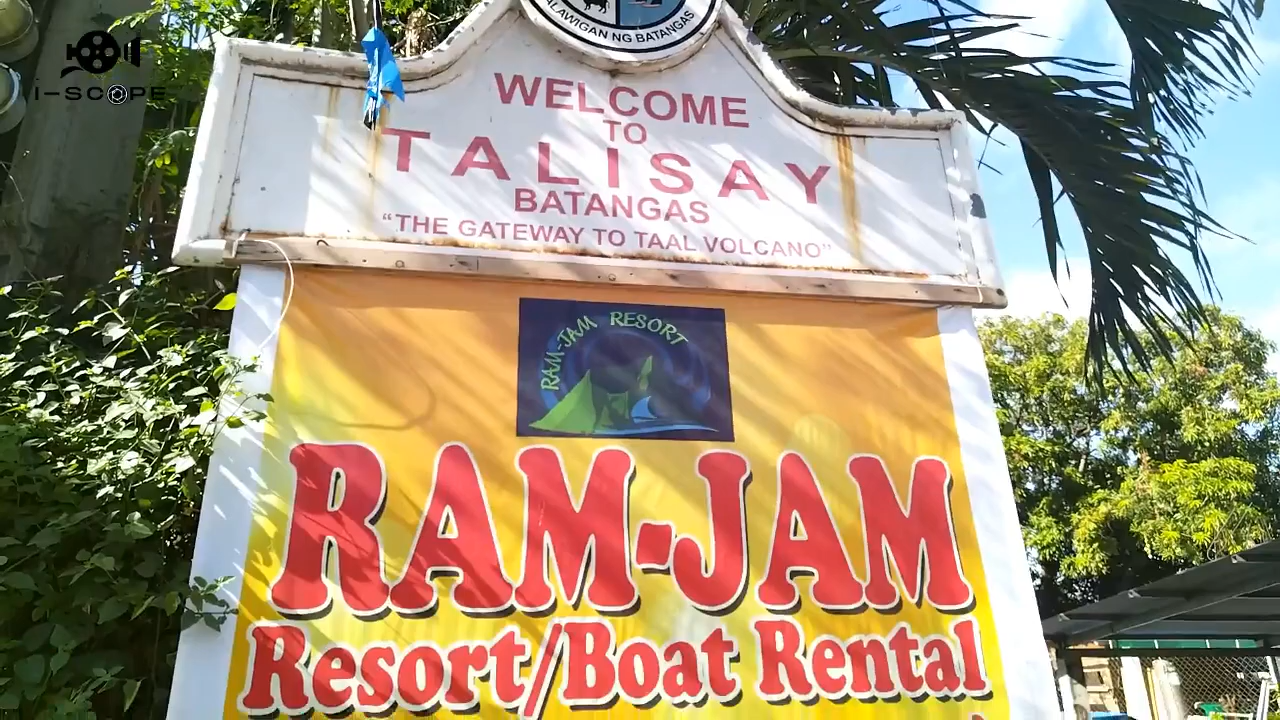 i-SCOPE
ALAWIGAN NG BATANGAS
WELCOME
TO
TALISAY
BATANGAS
“THE GATEWAY TO TAAL VOLCANO”
RAM-JAM RESORT
RAM-JAM
Resort/Boat Rental